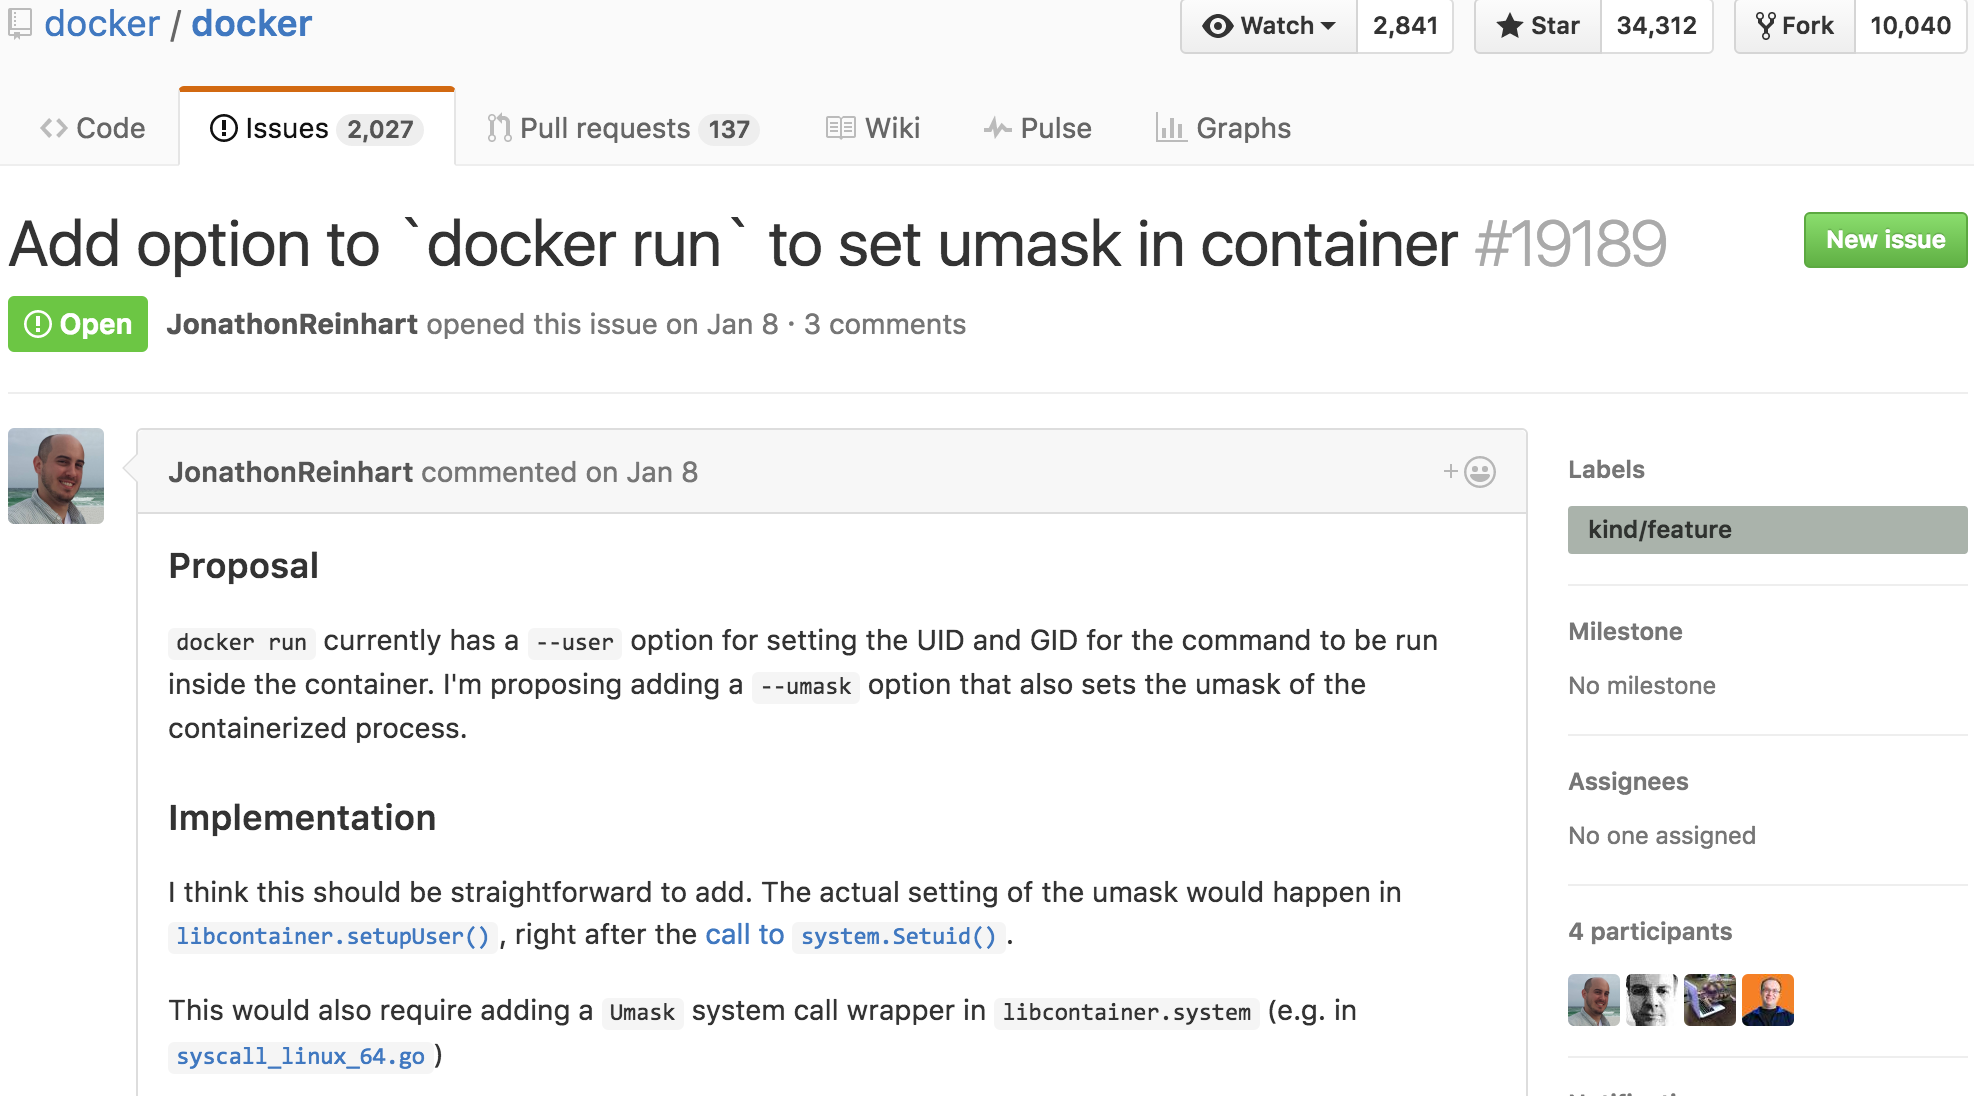 docker / docker
Watch 2,841 Star 34,312 Fork 10,040
Code Issues 2,027 Pull requests 137 Wiki Pulse Graphs
Add option to `docker run` to set umask in container #19189
New issue
Open JonathonReinhart opened this issue on Jan 8 · 3 comments
JonathonReinhart commented on Jan 8
Proposal
docker run currently has a --user option for setting the UID and GID for the command to be run
inside the container. I'm proposing adding a --umask option that also sets the umask of the
containerized process.
Implementation
I think this should be straightforward to add. The actual setting of the umask would happen in
libcontainer.setupUser() , right after the call to system.Setuid() .
This would also require adding a Umask system call wrapper in libcontainer.system (e.g. in
syscall_linux_64.go )
Labels
kind/feature
Milestone
No milestone
Assignees
No one assigned
4 participants